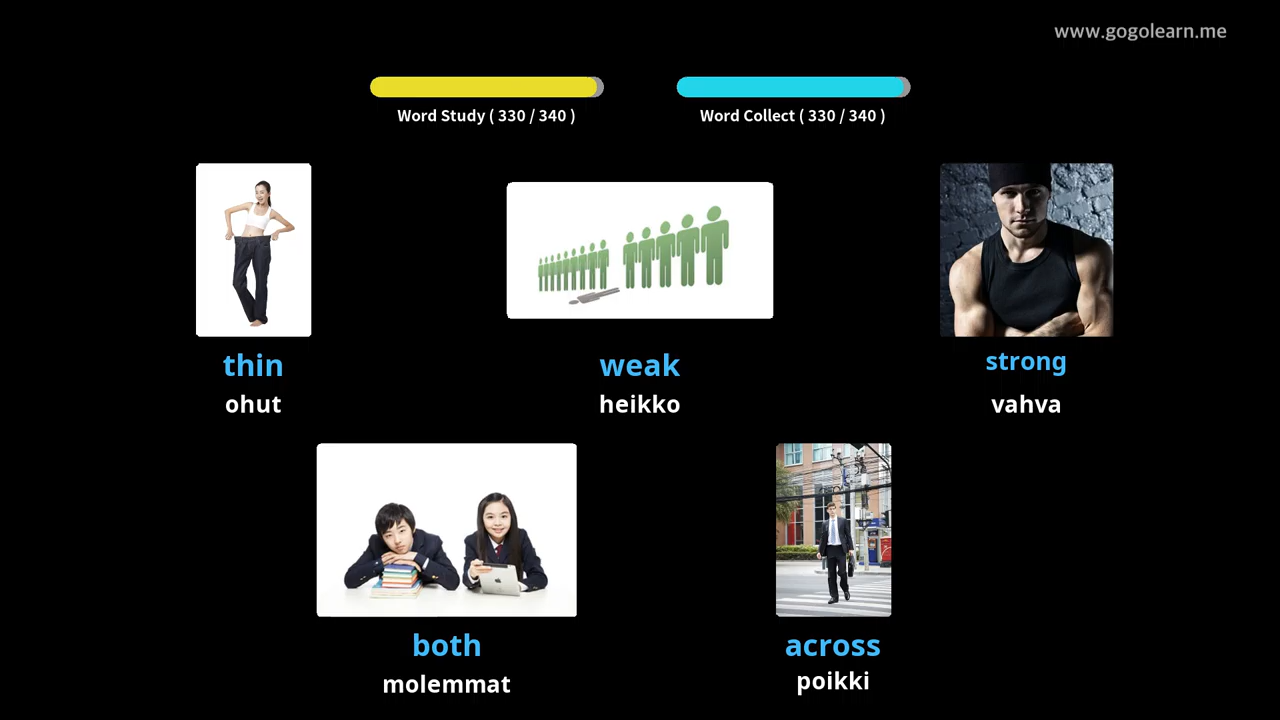 www.gogolearn.me
Word Study ( 330 / 340 )
Word Collect ( 330 / 340 )
thin
ohut
weak
heikko
strong
vahva
both
molemmat
across
poikki